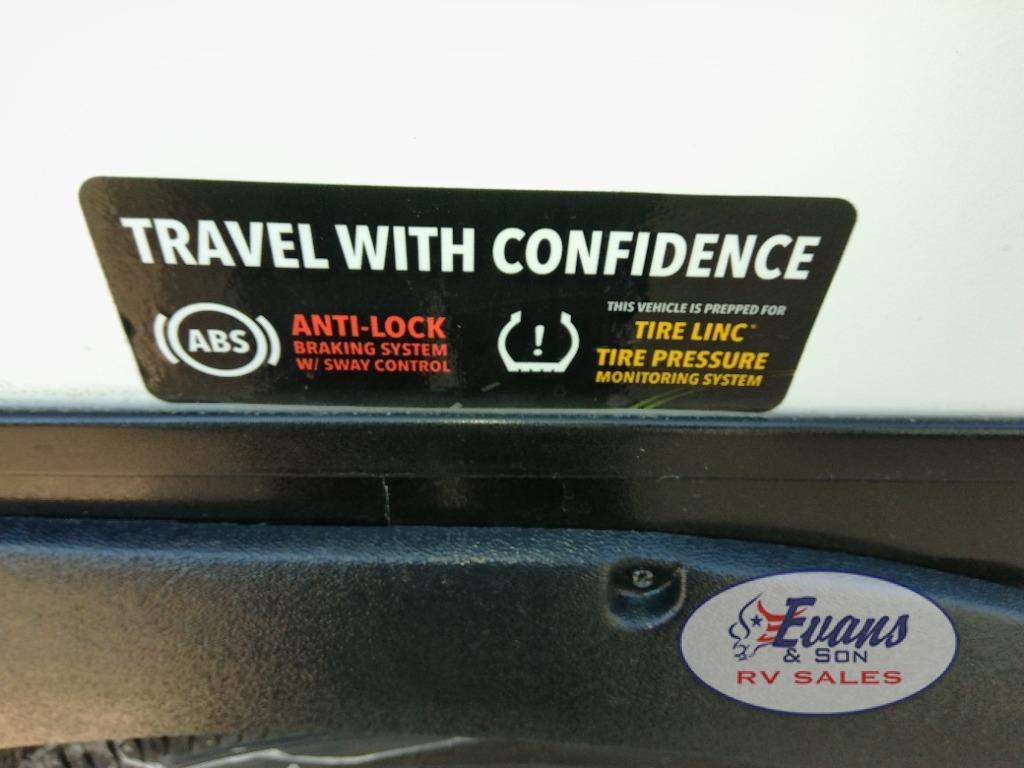 TRAVEL WITH CONFIDENCE
ABS
ANTI-LOCK
BRAKING SYSTEM
W/ SWAY CONTROL
!
THIS VEHICLE IS PREPPED FOR
TIRE LINC
TIRE PRESSURE
MONITORING SYSTEM
Evans
& SON
RV SALES